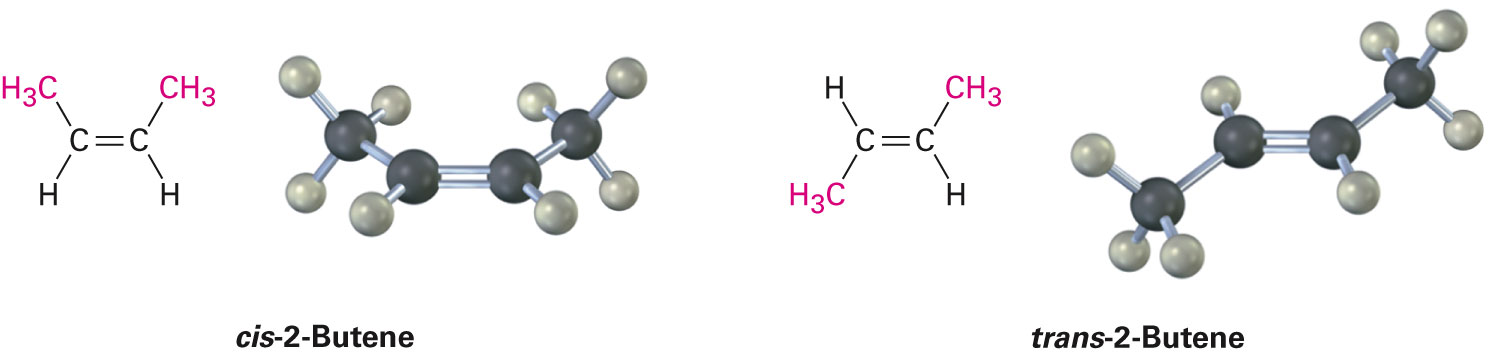 H₃C CH₃
C=C
H H
cis-2-Butene
H CH₃
C=C
H₃C H
trans-2-Butene